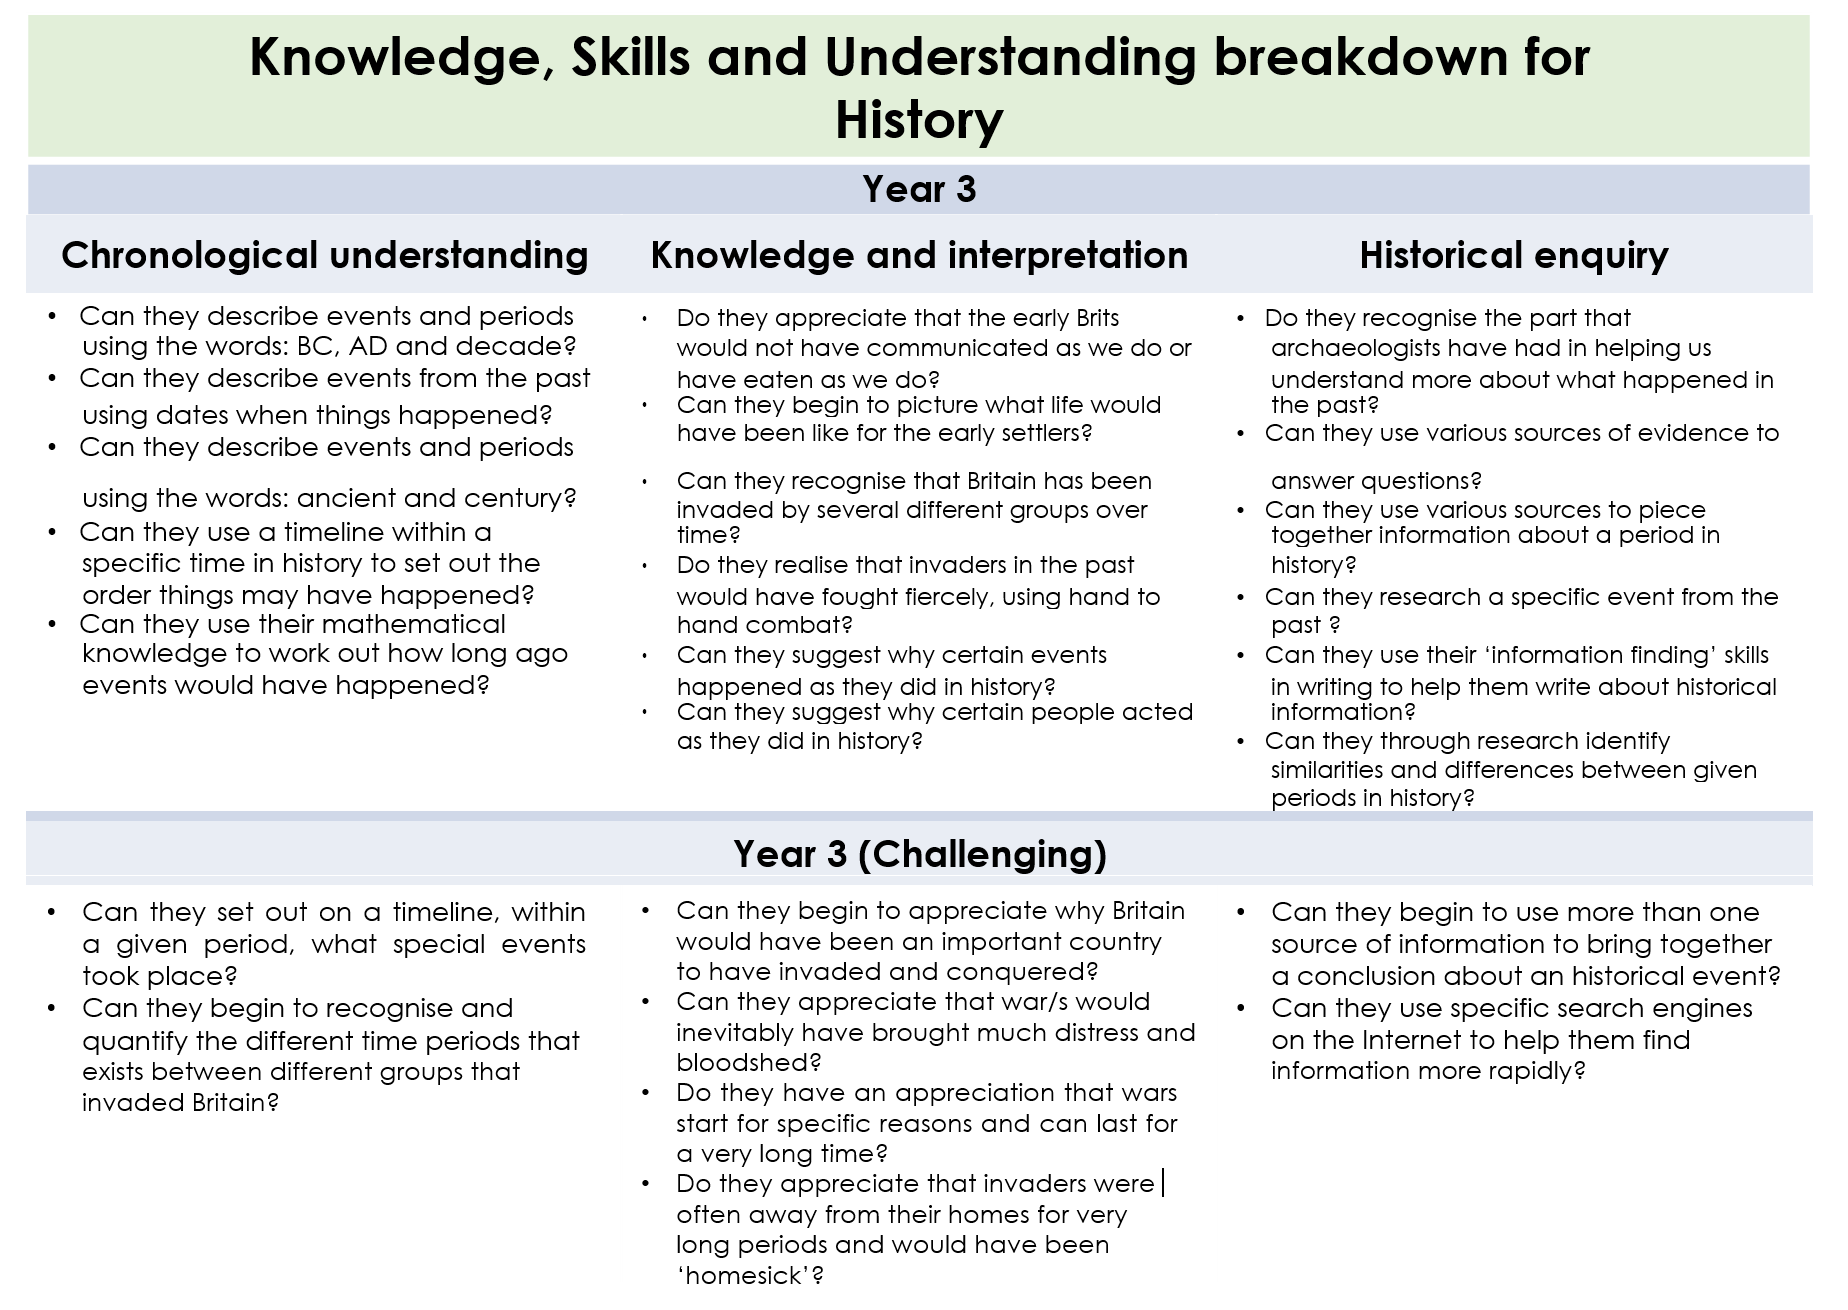 Knowledge, Skills and Understanding breakdown for
History
Year 3
Chronological understanding
• Can they describe events and periods
using the words: BC, AD and decade?
• Can they describe events from the past
using dates when things happened?
• Can they describe events and periods
using the words: ancient and century?
• Can they use a timeline within a
specific time in history to set out the
order things may have happened?
• Can they use their mathematical
knowledge to work out how long ago
events would have happened?
Knowledge and interpretation
• Do they appreciate that the early Brits
would not have communicated as we do or
have eaten as we do?
• Can they begin to picture what life would
have been like for the early settlers?
• Can they recognise that Britain has been
invaded by several different groups over
time?
• Do they realise that invaders in the past
would have fought fiercely, using hand to
hand combat?
• Can they suggest why certain events
happened as they did in history?
• Can they suggest why certain people acted
as they did in history?
Historical enquiry
• Do they recognise the part that
archaeologists have had in helping us
understand more about what happened in
the past?
• Can they use various sources of evidence to
answer questions?
• Can they use various sources to piece
together information about a period in
history?
• Can they research a specific event from the
past ?
• Can they use their ‘information finding’ skills
in writing to help them write about historical
information?
• Can they through research identify
similarities and differences between given
periods in history?
Year 3 (Challenging)
• Can they set out on a timeline, within
a given period, what special events
took place?
• Can they begin to recognise and
quantify the different time periods that
exists between different groups that
invaded Britain?
• Can they begin to appreciate why Britain
would have been an important country
to have invaded and conquered?
• Can they appreciate that war/s would
inevitably have brought much distress and
bloodshed?
• Do they have an appreciation that wars
start for specific reasons and can last for
a very long time?
• Do they appreciate that invaders were
often away from their homes for very
long periods and would have been
‘homesick’?
• Can they begin to use more than one
source of information to bring together
a conclusion about an historical event?
• Can they use specific search engines
on the Internet to help them find
information more rapidly?